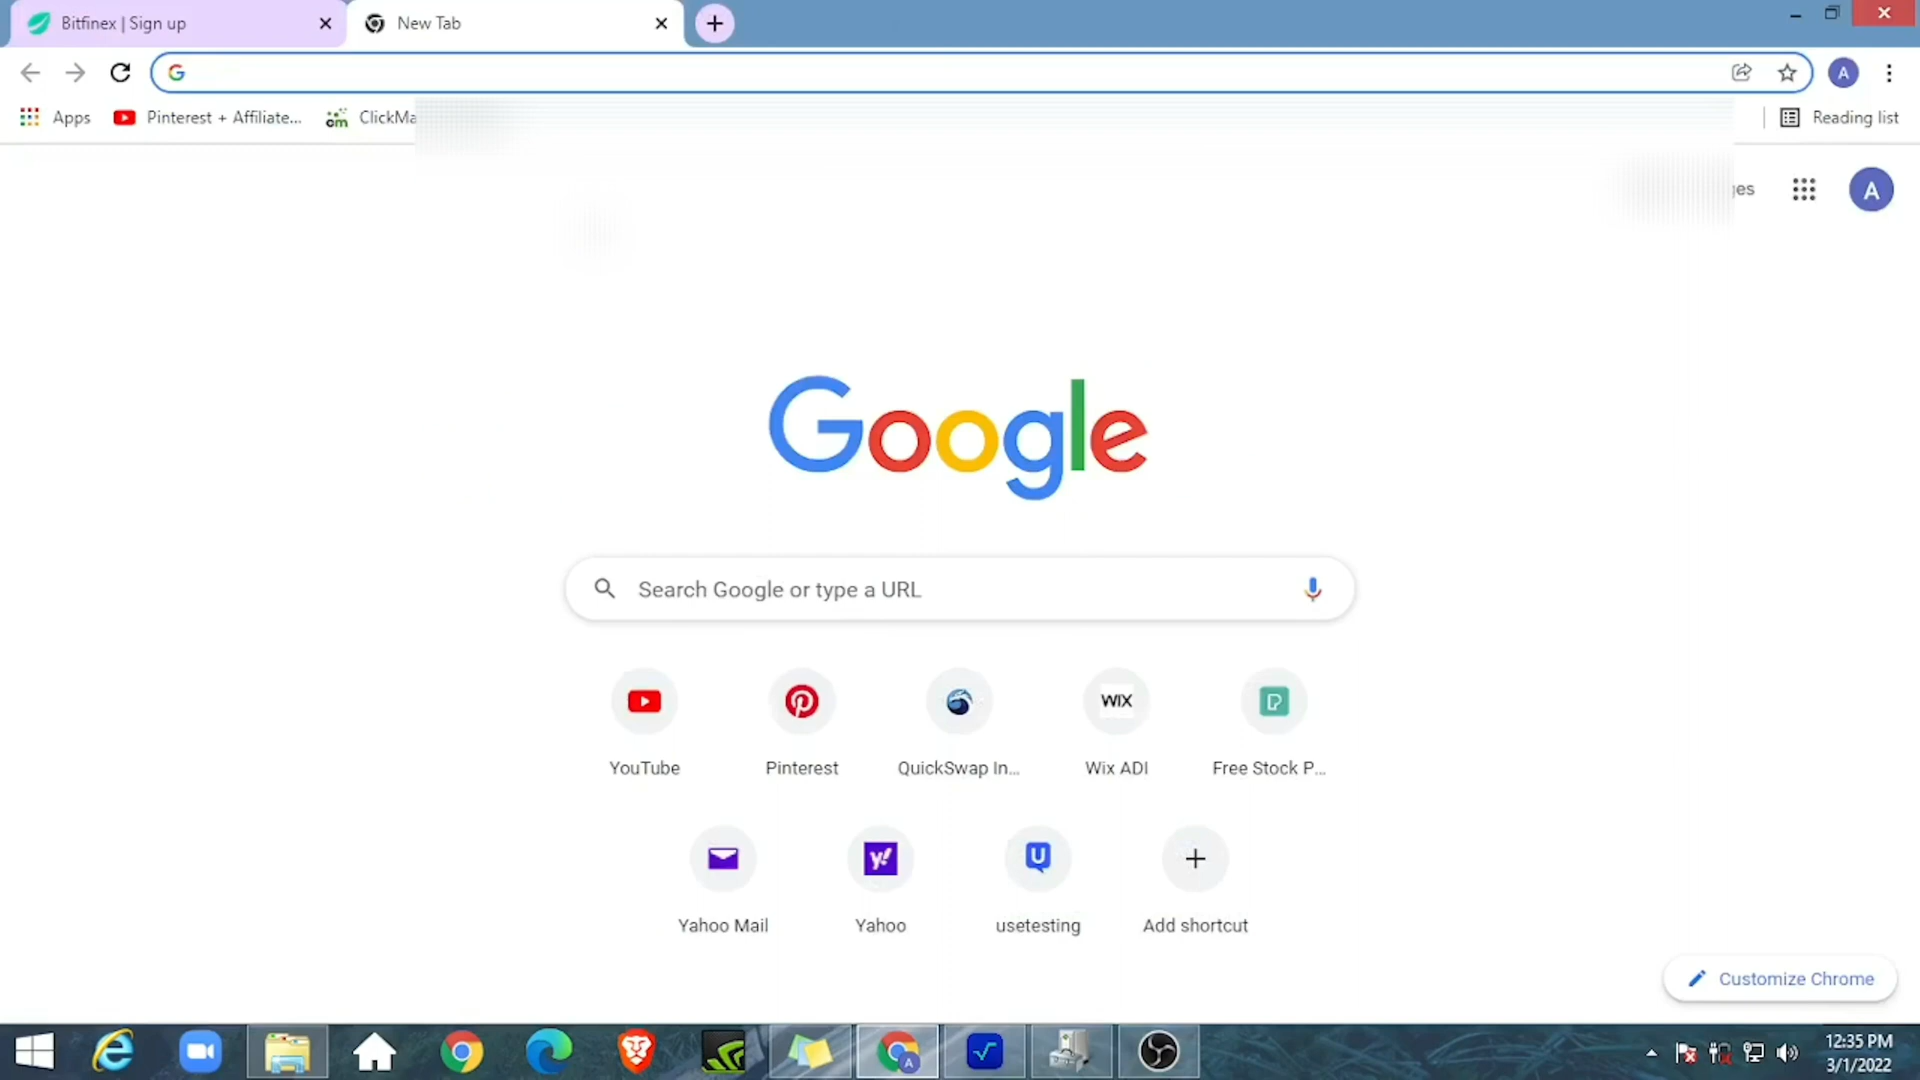 Bitfinex | Sign up
New Tab
A
Apps
Pinterest + Affiliate...
ClickMa
Reading list
A
Google
Search Google or type a URL
WIX
YouTube
Pinterest
QuickSwap In...
Wix ADI
Free Stock P...
y!
U
Yahoo Mail
Yahoo
usetesting
Add shortcut
Customize Chrome
12:35 PM
3/1/2022